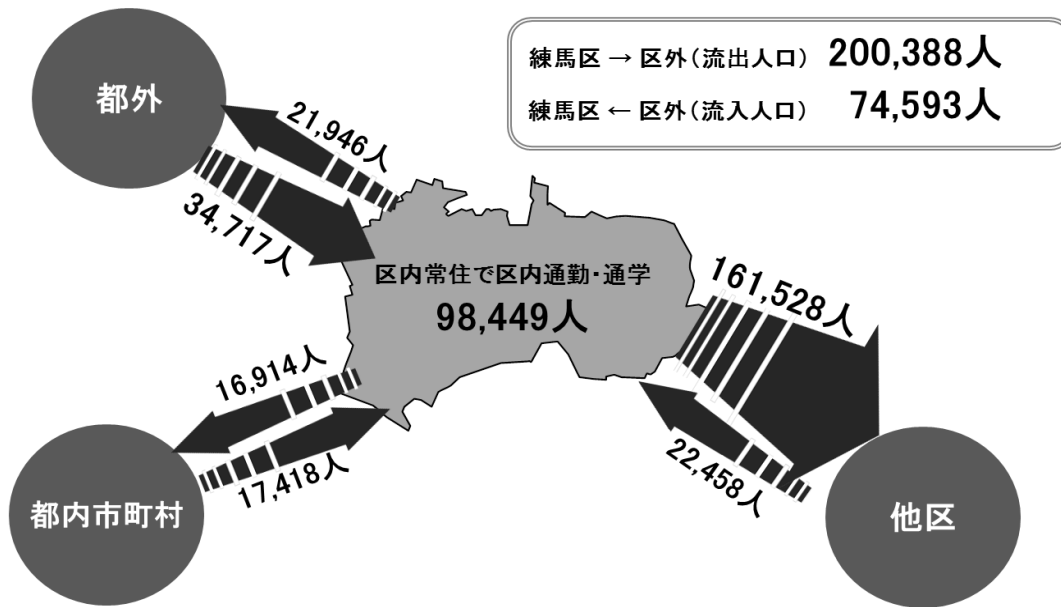 練馬区 → 区外(流出人口) 200,388人
練馬区 ← 区外(流入人口) 74,593人
都外
21,946人
34,717人
区内常住で区内通勤・通学
98,449人
161,528人
22,458人
16,914人
17,418人
都内市町村
他区